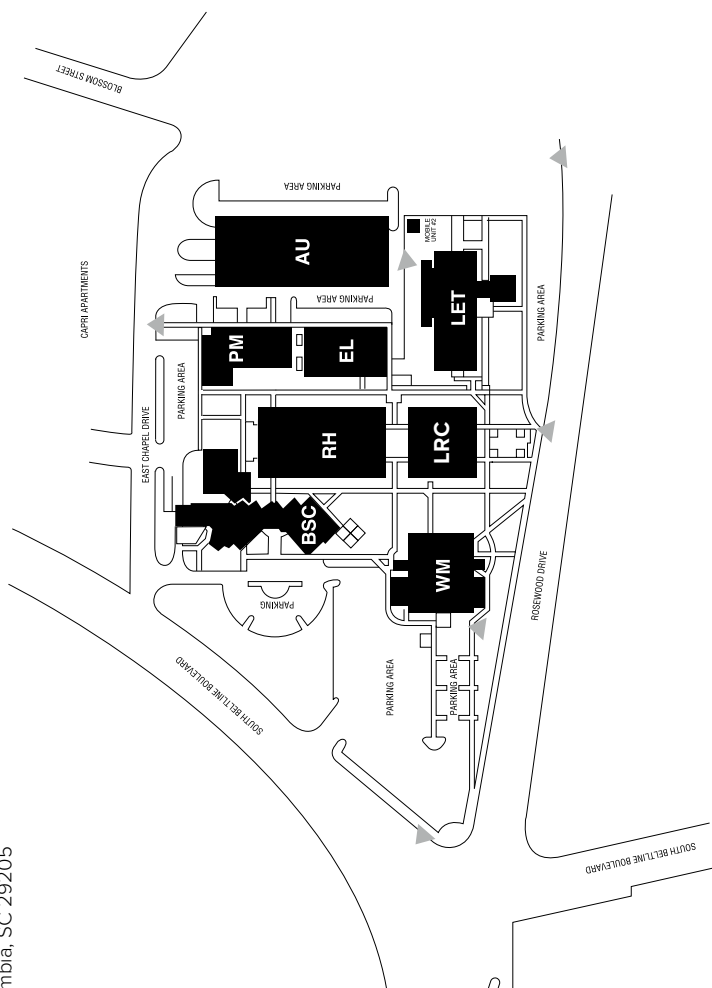 BLOSSOM STREET
PARKING AREA
AU
MOBILE
UNIT #2
CAPRI APARTMENTS
PARKING AREA
LET
PARKING AREA
PM
EL
PARKING AREA
EAST CHAPEL DRIVE
RH
LRC
BSC
WM
PARKING
ROSEWOOD DRIVE
SOUTH BELTLINE BOULEVARD
PARKING AREA
PARKING AREA
SOUTH BELTLINE BOULEVARD
mbia, SC 29205